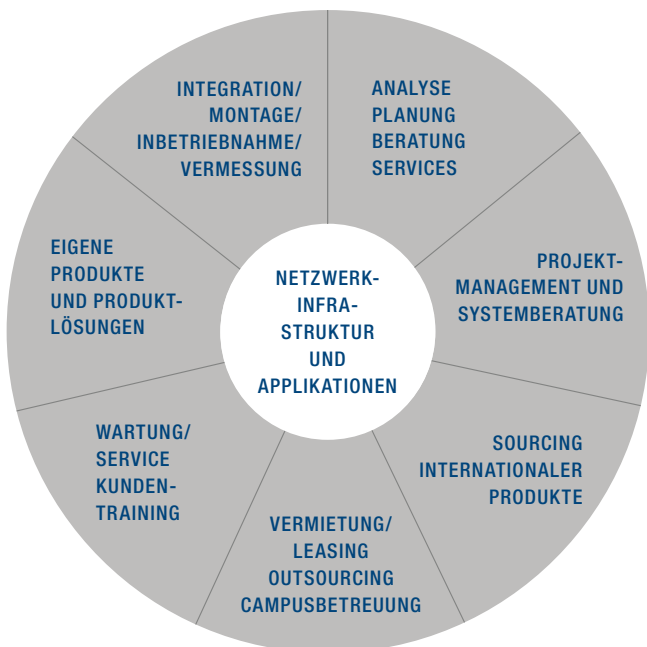 INTEGRATION/
MONTAGE/
INBETRIEBNAHME/
VERMESSUNG
ANALYSE
PLANUNG
BERATUNG
SERVICES
PROJEKT-
MANAGEMENT UND
SYSTEMBERATUNG
SOURCING
INTERNATIONALER
PRODUKTE
VERMIETUNG/
LEASING
OUTSOURCING
CAMPUSBETREUUNG
WARTUNG/
SERVICE
KUNDEN-
TRAINING
EIGENE
PRODUKTE
UND PRODUKT-
LÖSUNGEN
NETZWERK-
INFRA-
STRUKTUR
UND
APPLIKATIONEN